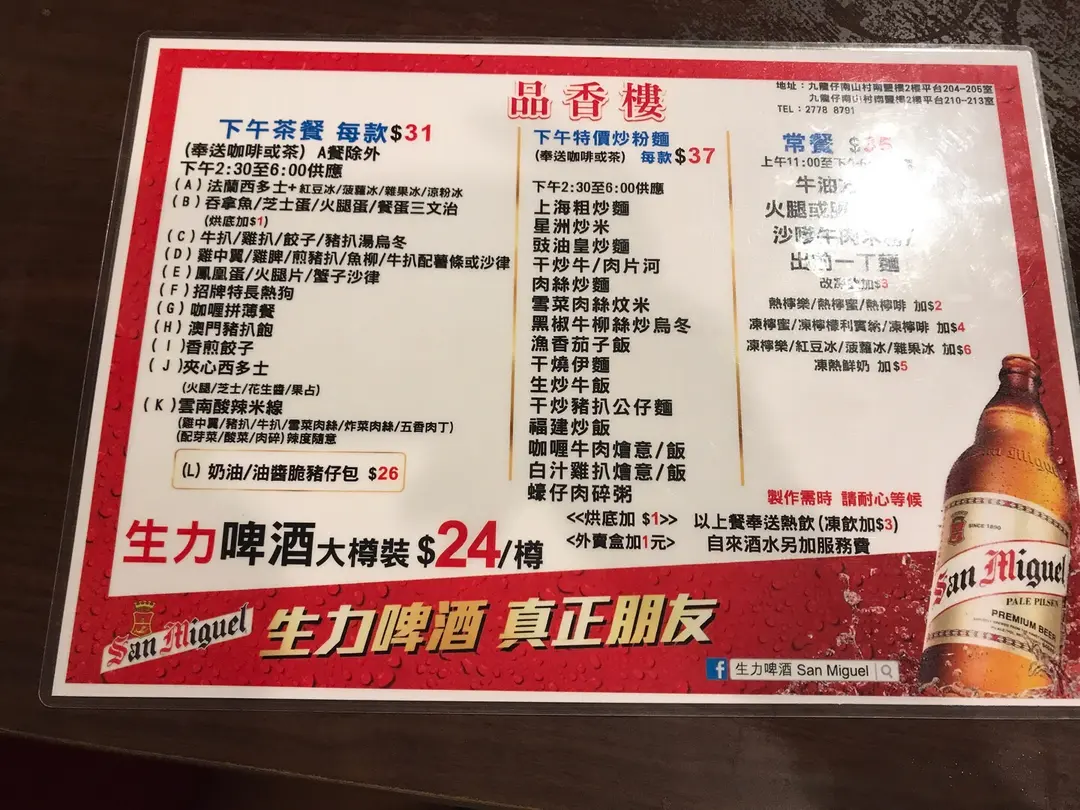 品香樓
地址：九龍仔南山村南豐樓2樓平台204-205室
九龍仔南山村南豐樓2樓平台210-213室
TEL：2778 8791
下午茶餐 每款$31
(奉送咖啡或茶) A餐除外
下午2:30至6:00供應
(A) 法蘭西多士+紅豆冰/菠蘿冰/雜果冰/涼粉冰
(B) 吞拿魚/芝士蛋/火腿蛋/餐蛋三文治
(烘底加$1)
(C) 牛扒/雞扒/餃子/豬扒湯烏冬
(D) 雞中翼/雞脾/煎豬扒/魚柳/牛扒配薯條或沙律
(E) 鳳凰蛋/火腿片/蟹子沙律
(F) 招牌特長熱狗
(G) 咖喱拼薄餐
(H) 澳門豬扒飽
(I) 香煎餃子
(J) 夾心西多士
(火腿/芝士/花生醬/果占)
(K) 雲南酸辣米線
(雞中翼/豬扒/牛扒/雪菜肉絲/炸菜肉絲/五香肉丁)
(配芽菜/酸菜/肉碎) 辣度隨意
(L) 奶油/油醬脆豬仔包 $26
下午特價炒粉麵
(奉送咖啡或茶) 每款$37
下午2:30至6:00供應
上海粗炒麵
星洲炒米
豉油皇炒麵
干炒牛/肉片河
肉絲炒麵
雪菜肉絲炆米
黑椒牛柳絲炒烏冬
漁香茄子飯
干燒伊麵
生炒牛飯
干炒豬扒公仔麵
福建炒飯
咖喱牛肉燴意/飯
白汁雞扒燴意/飯
蠔仔肉碎粥
<<烘底加 $1>>
<外賣盒加1元>
常餐 $35
上午11:00至下午
牛油
火腿或
沙嗲牛肉
出前一丁麵
加$3
熱檸樂/熱檸蜜/熱檸啡 加$2
凍檸蜜/凍檸檬利賓納/凍檸啡 加$4
凍檸樂/紅豆冰/菠蘿冰/雜果冰 加$6
凍熱鮮奶 加$5
製作需時 請耐心等候
以上餐奉送熱飲(凍飲加$3)
自來酒水另加服務費
生力啤酒大樽裝$24/樽
San Miguel 生力啤酒 真正朋友
生力啤酒 San Miguel
SINCE 1890
San Miguel
PALE PILSEN
PREMIUM BEER